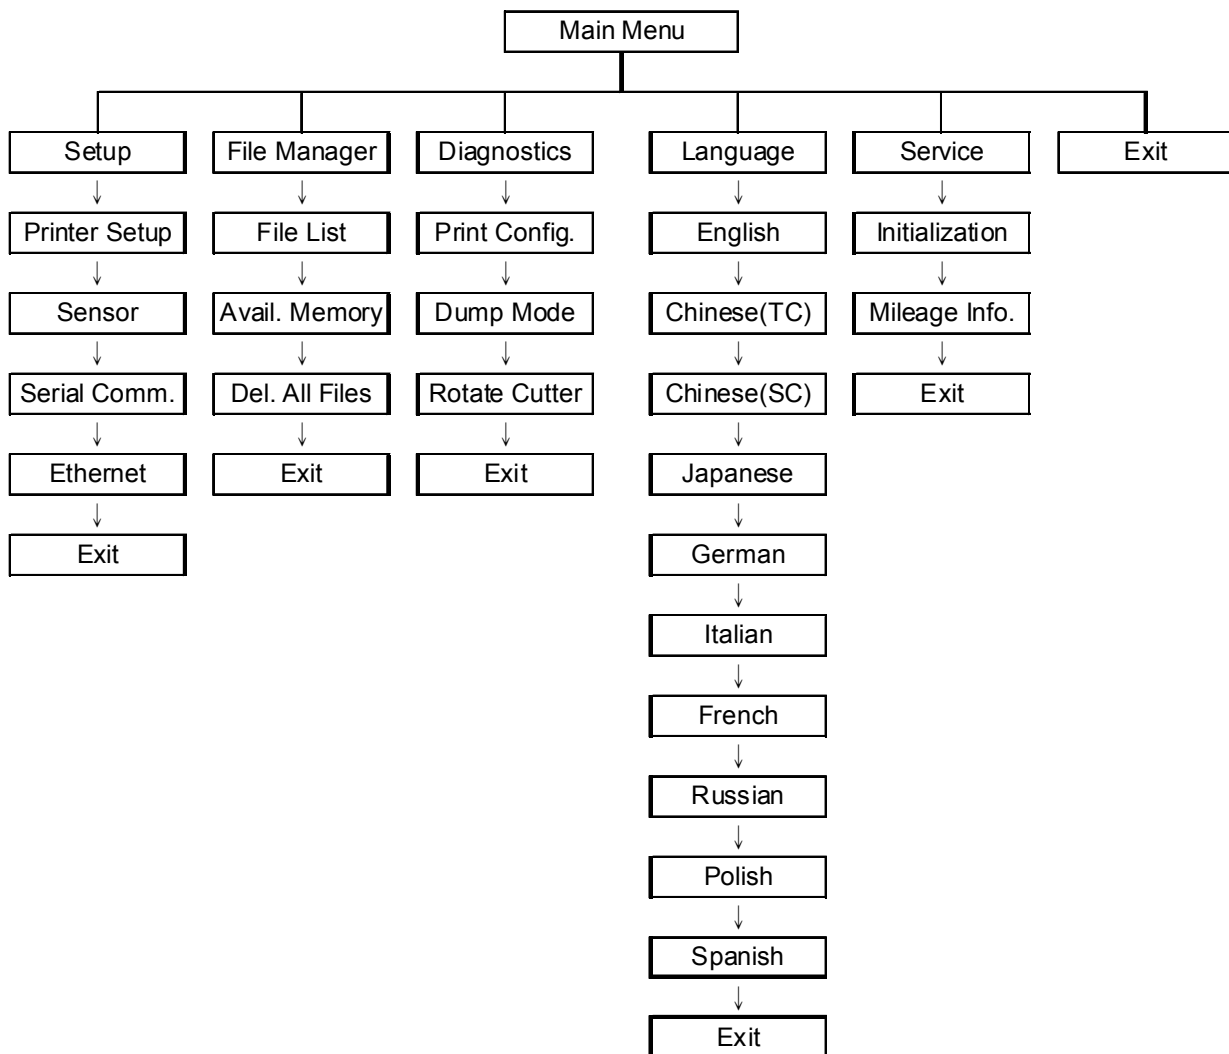 Main Menu
Setup
File Manager
Diagnostics
Language
Service
Exit
Printer Setup
File List
Print Config.
English
Initialization
Sensor
Avail. Memory
Dump Mode
Chinese(TC)
Mileage Info.
Serial Comm.
Del. All Files
Rotate Cutter
Chinese(SC)
Exit
Ethernet
Exit
Exit
Japanese
Exit
German
Italian
French
Russian
Polish
Spanish
Exit